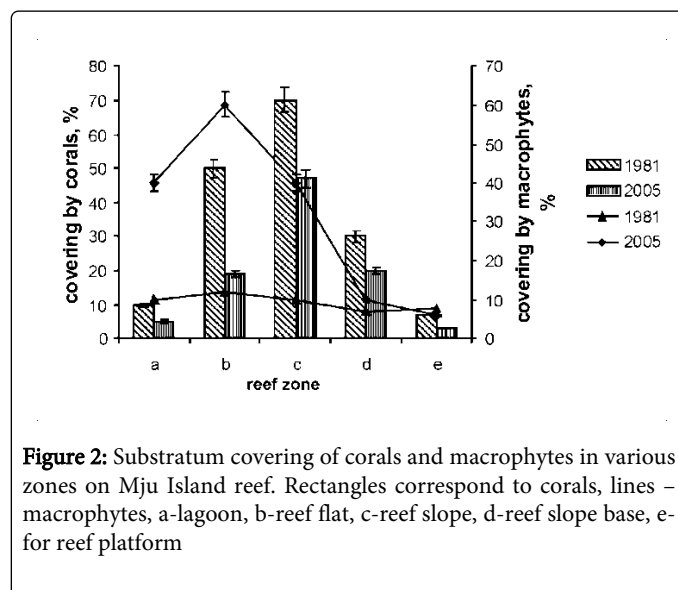 covering by corals, %
80
70
60
50
40
30
20
10
0
a b c d e
reef zone
70
60
50
40
30
20
10
0
covering by macrophytes,
%
1981
2005
1981
2005
Figure 2: Substratum covering of corals and macrophytes in various
zones on Mju Island reef. Rectangles correspond to corals, lines –
macrophytes, a-lagoon, b-reef flat, c-reef slope, d-reef slope base, e-
for reef platform